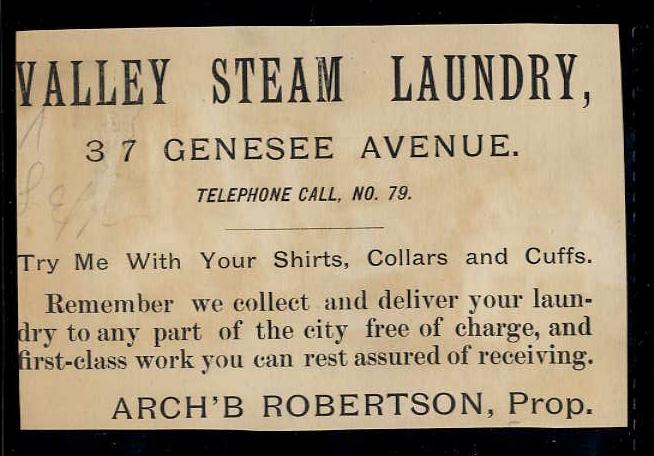 VALLEY STEAM LAUNDRY,
37 GENESEE AVENUE.
TELEPHONE CALL, NO. 79.
Try Me With Your Shirts, Collars and Cuffs.
Remember we collect and deliver your laun-
dry to any part of the city free of charge, and
first-class work you can rest assured of receiving.
ARCH'B ROBERTSON, Prop.